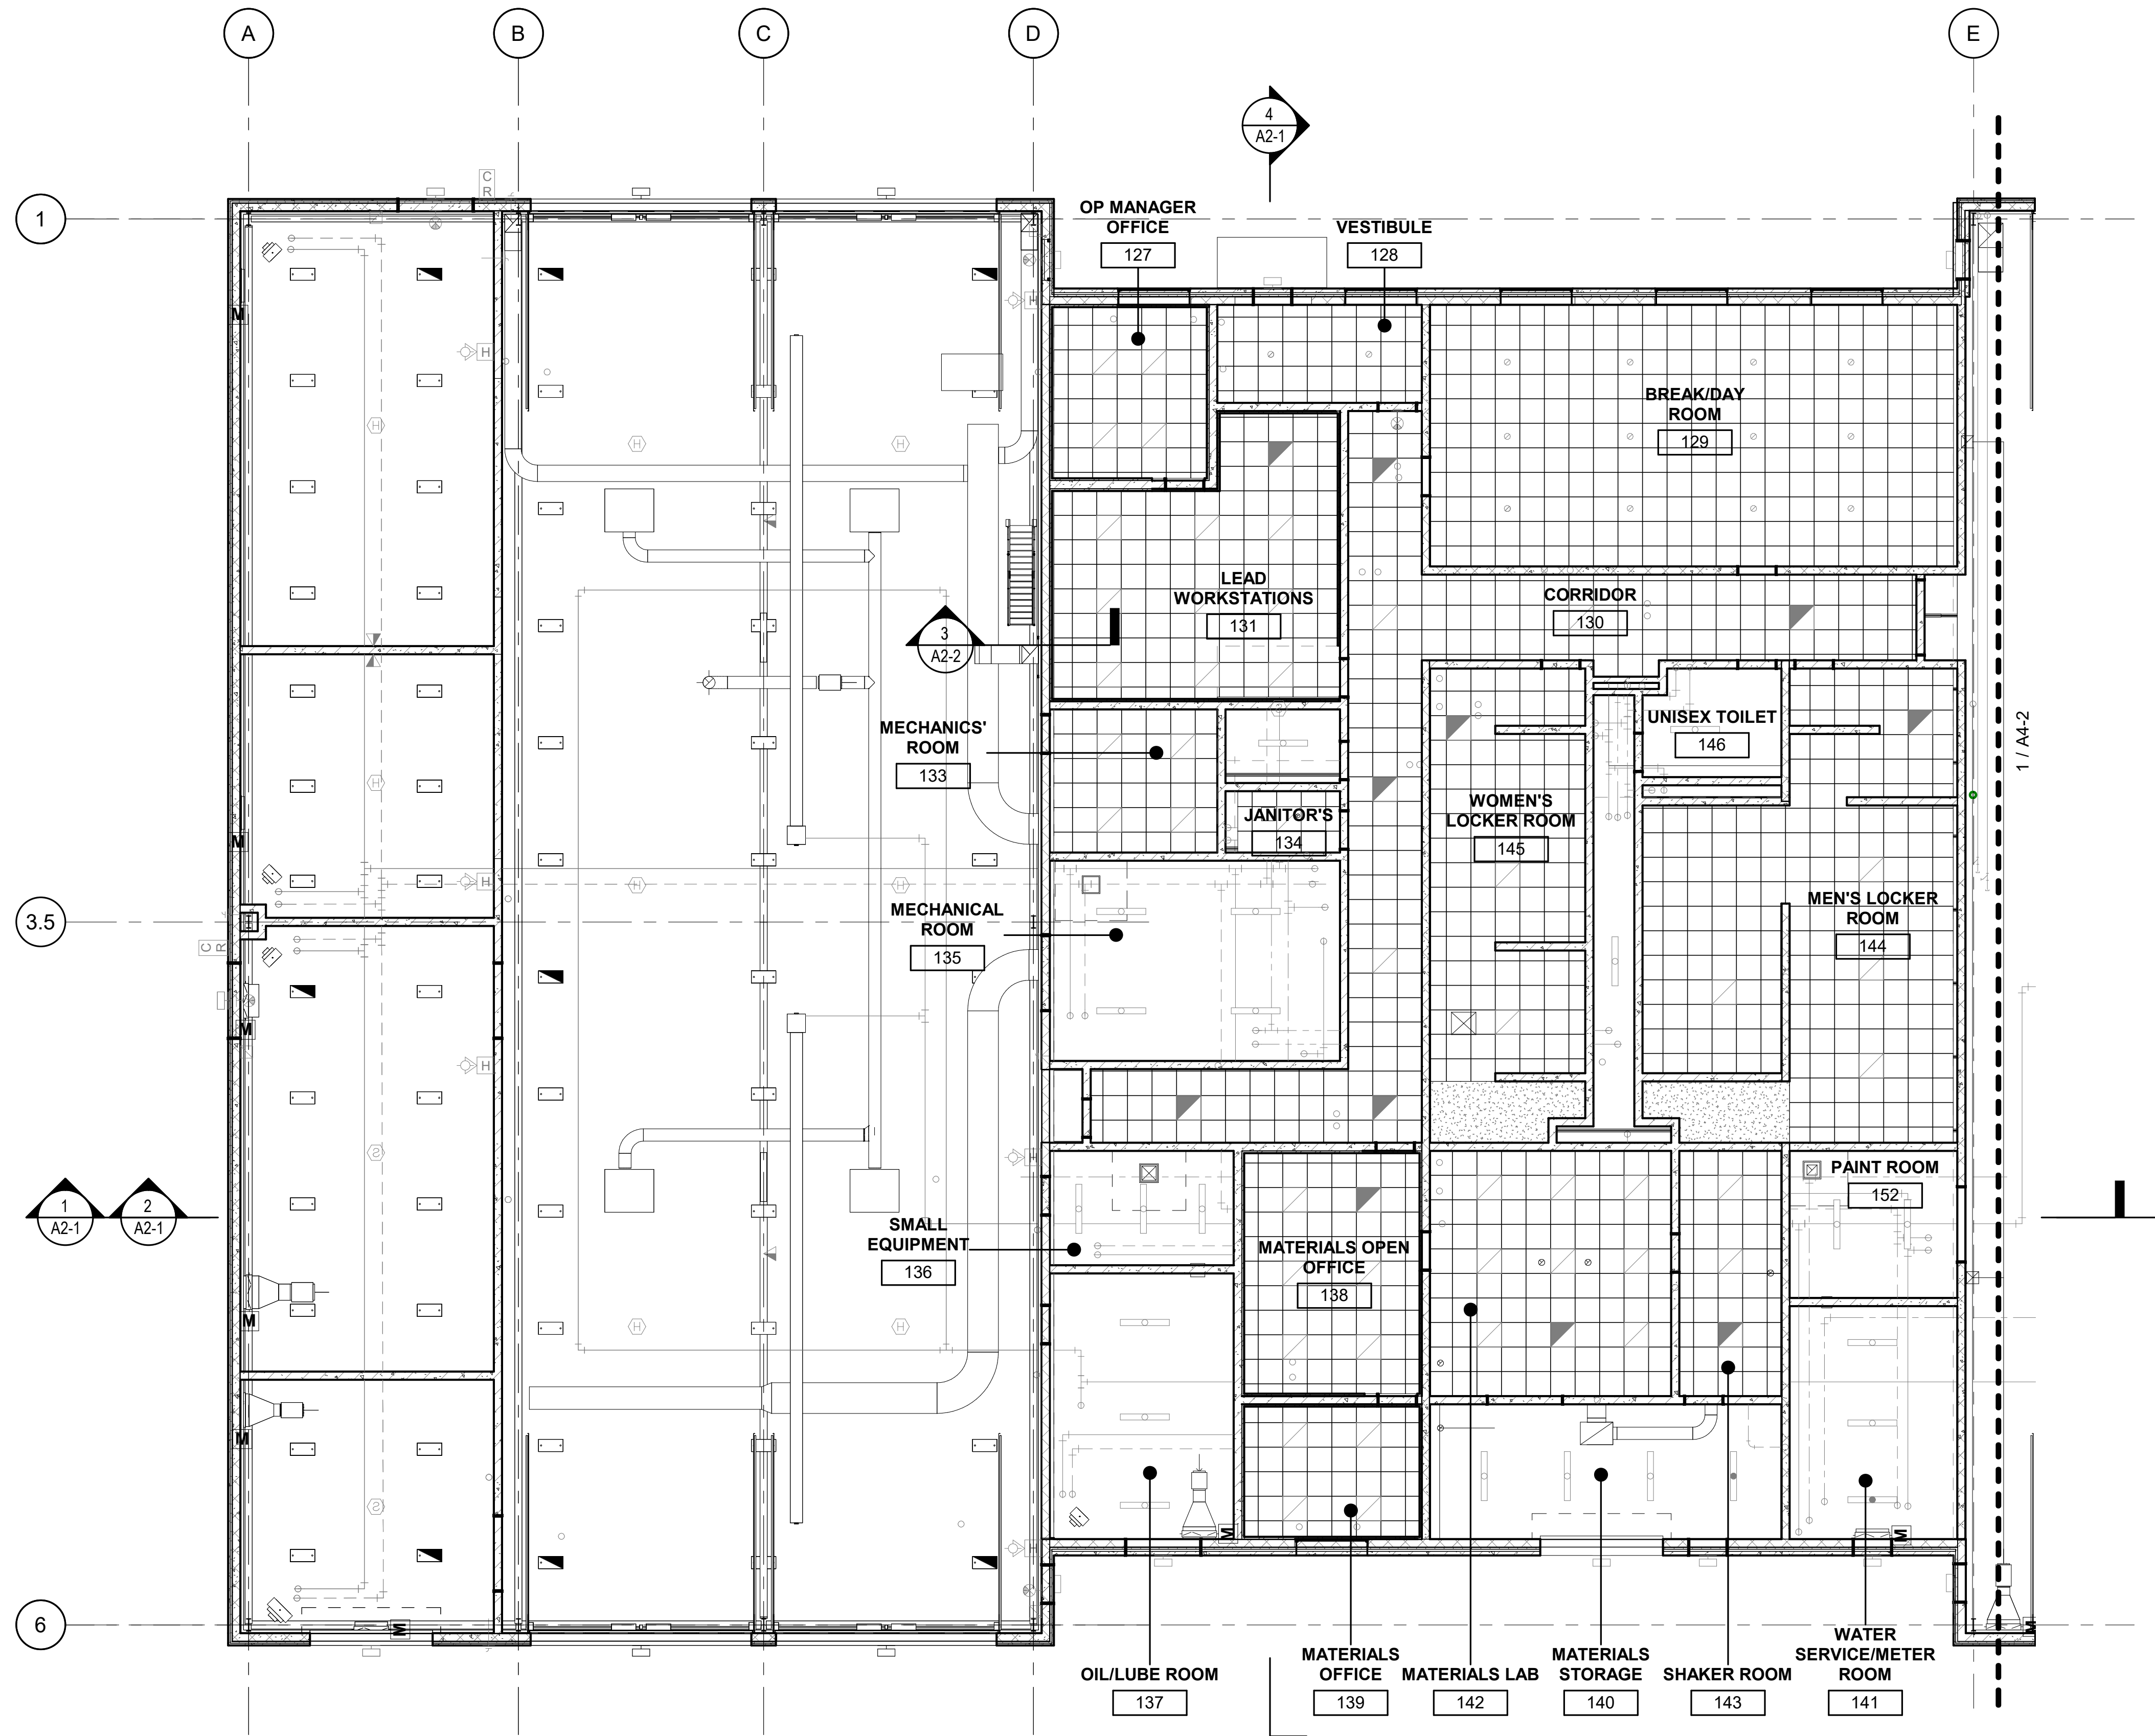 A
B
C
D
E
4
A2-1
C
R
1
OP MANAGER
OFFICE
127
VESTIBULE
128
M
H
H
H
H
BREAK/DAY
ROOM
129
LEAD
WORKSTATIONS
131
CORRIDOR
130
3
A2-2
MECHANICS'
ROOM
133
UNISEX TOILET
146
1 / A4-2
H
M
JANITOR'S
134
WOMEN'S
LOCKER ROOM
145
H
H
H
3.5
C
R
MECHANICAL
ROOM
135
MEN'S LOCKER
ROOM
144
M
H
S
H
PAINT ROOM
152
1
A2-1
2
A2-1
SMALL
EQUIPMENT
136
MATERIALS OPEN
OFFICE
138
M
H
H
M
S
M
M
H
6
M
M
OIL/LUBE ROOM
137
MATERIALS
OFFICE
139
MATERIALS LAB
142
MATERIALS
STORAGE
140
SHAKER ROOM
143
WATER
SERVICE/METER
ROOM
141